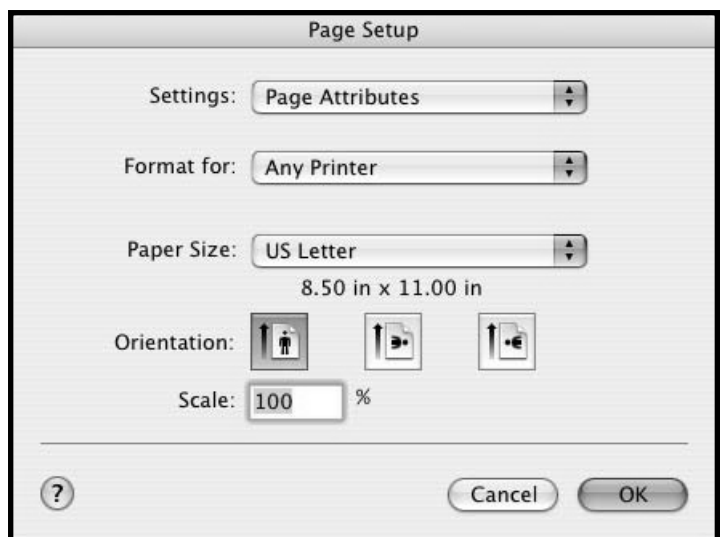 Page Setup
Settings: Page Attributes
Format for: Any Printer
Paper Size: US Letter
8.50 in x 11.00 in
Orientation:
Scale: 100 %
? Cancel OK